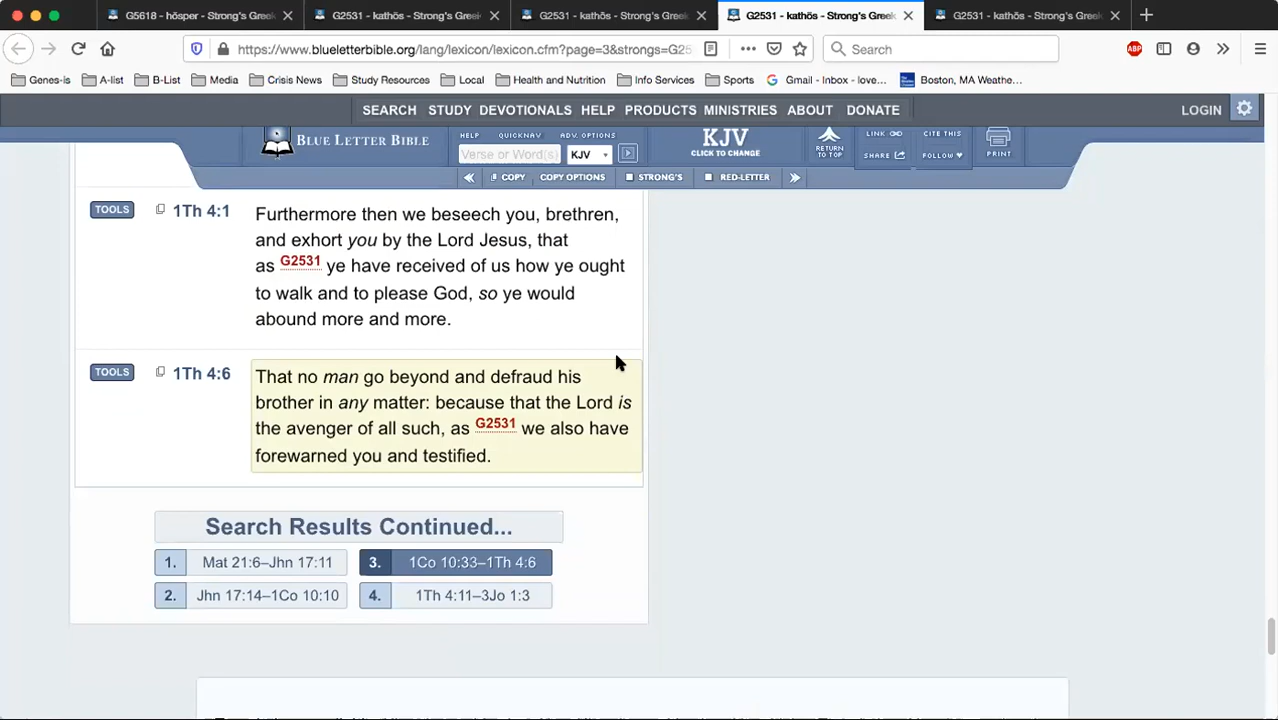 G5618 - hōsper - Strong's Greek
G2531 - kathōs - Strong's Greek
G2531 - kathōs - Strong's Greek
G2531 - kathōs - Strong's Greek
G2531 - kathōs - Strong's Greek
https://www.blueletterbible.org/lang/lexicon/lexicon.cfm?page=3&strongs=G25
Search
ABP
Genes-is A-list B-List Media Crisis News Study Resources Local Health and Nutrition Info Services Sports Gmail - Inbox - love... Boston, MA Weathe...
SEARCH STUDY DEVOTIONALS HELP PRODUCTS MINISTRIES ABOUT DONATE LOGIN
BLUE LETTER BIBLE
HELP QUICKNAV ADV. OPTIONS
Verse or Word(s) KJV
KJV
CLICK TO CHANGE
RETURN
TO TOP
LINK
SHARE
CITE THIS
FOLLOW
PRINT
COPY COPY OPTIONS STRONG'S RED-LETTER
TOOLS 1Th 4:1 Furthermore then we beseech you, brethren,
and exhort you by the Lord Jesus, that
as G2531 ye have received of us how ye ought
to walk and to please God, so ye would
abound more and more.
TOOLS 1Th 4:6 That no man go beyond and defraud his
brother in any matter: because that the Lord is
the avenger of all such, as G2531 we also have
forewarned you and testified.
Search Results Continued...
1. Mat 21:6–Jhn 17:11 3. 1Co 10:33–1Th 4:6
2. Jhn 17:14–1Co 10:10 4. 1Th 4:11–3Jo 1:3